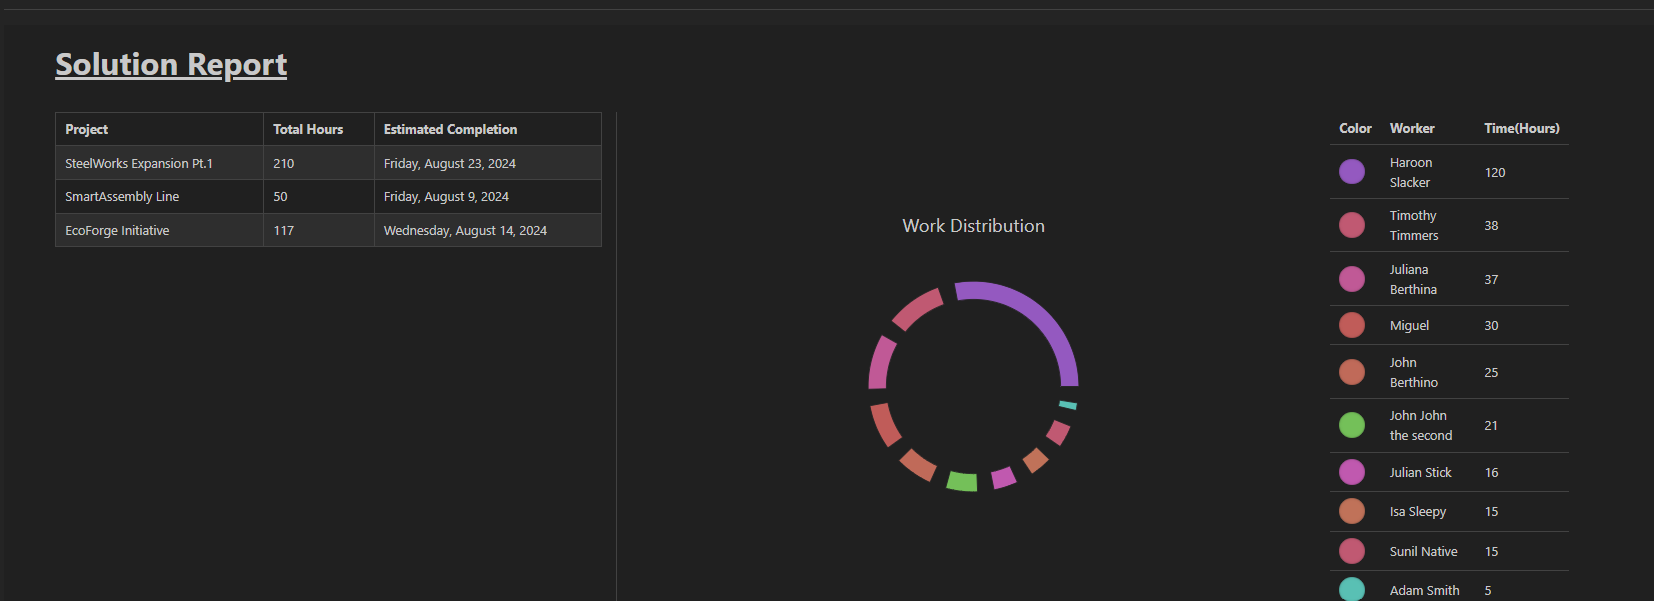 Solution Report
Project Total Hours Estimated Completion
SteelWorks Expansion Pt.1 210 Friday, August 23, 2024
SmartAssembly Line 50 Friday, August 9, 2024
EcoForge Initiative 117 Wednesday, August 14, 2024
Work Distribution
Color Worker Time(Hours)
Haroon
Slacker
120
Timothy
Timmers
38
Juliana
Berthina
37
Miguel 30
John
Berthino
25
John John
the second
21
Julian Stick 16
Isa Sleepy 15
Sunil Native 15
Adam Smith 5